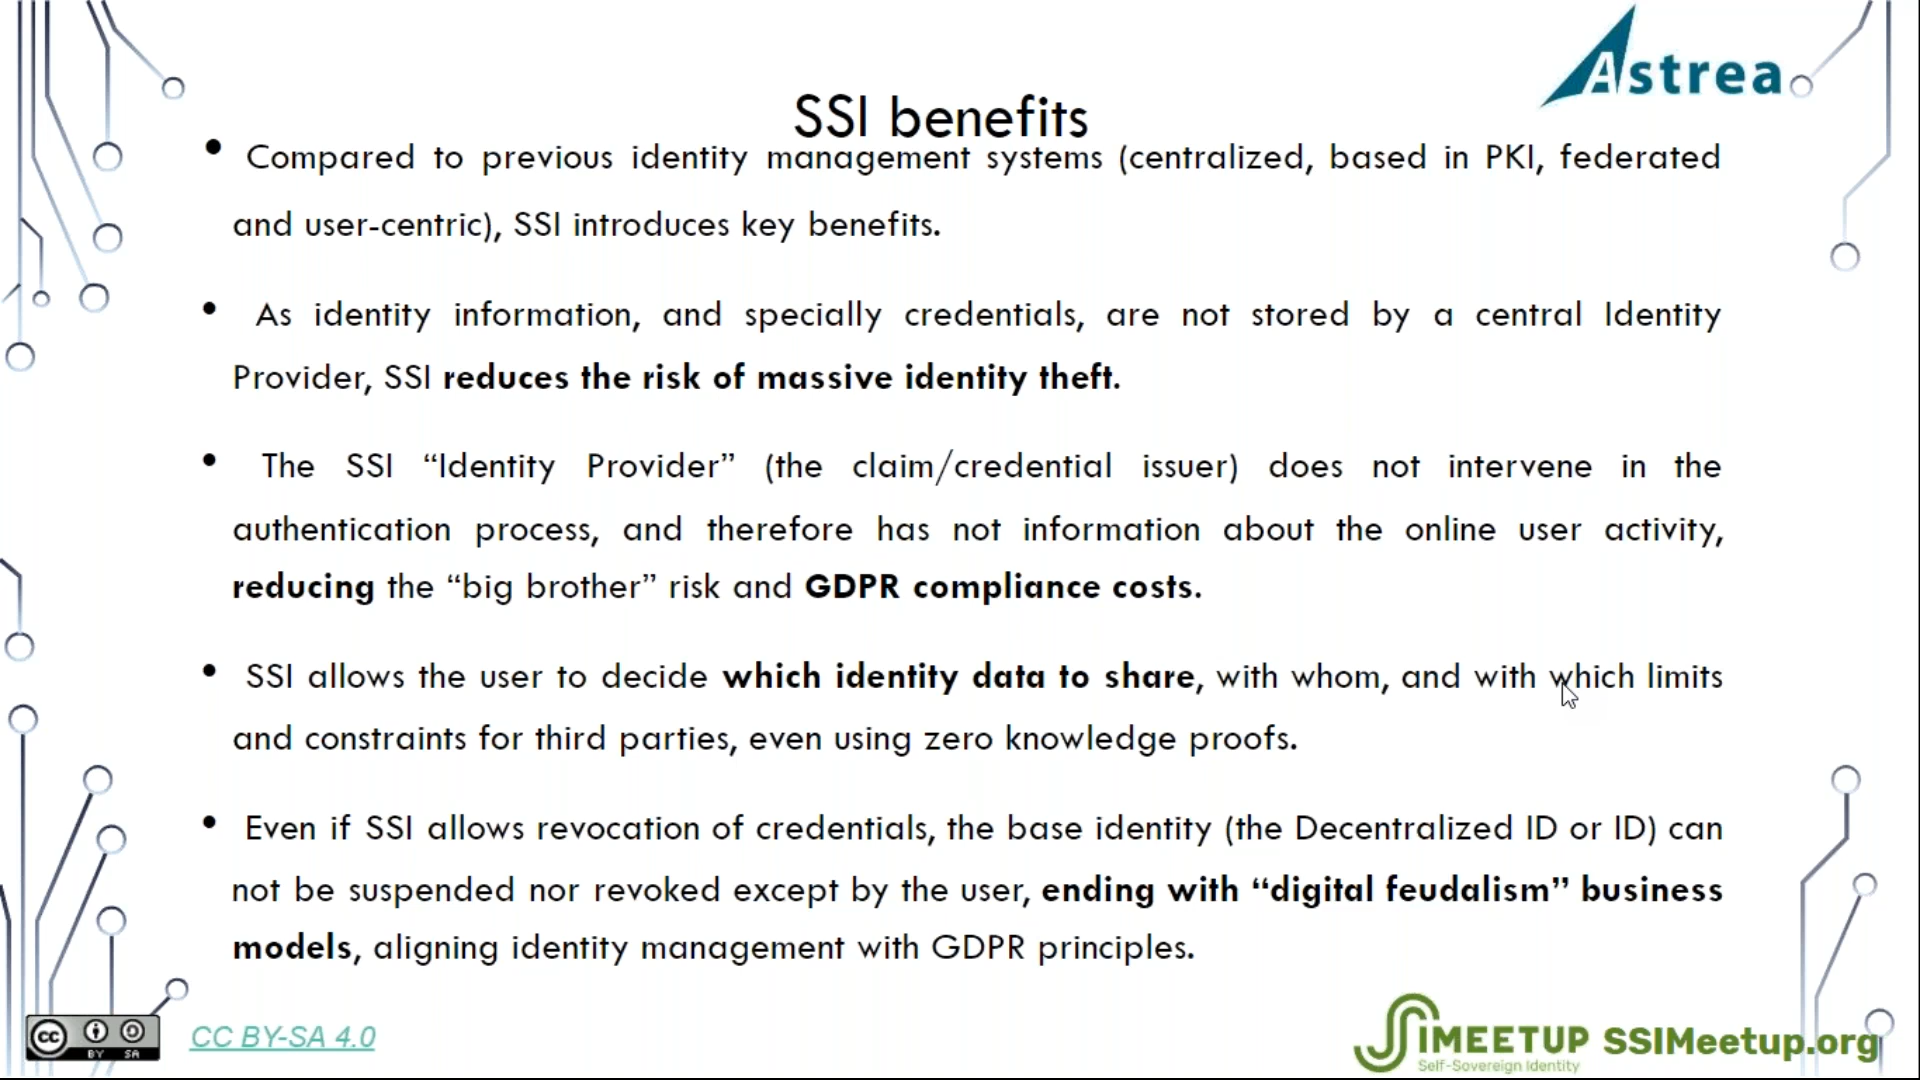 Astrea
SSI benefits
• Compared to previous identity management systems (centralized, based in PKI, federated
and user-centric), SSI introduces key benefits.
• As identity information, and specially credentials, are not stored by a central Identity
Provider, SSI reduces the risk of massive identity theft.
• The SSI “Identity Provider” (the claim/credential issuer) does not intervene in the
authentication process, and therefore has not information about the online user activity,
reducing the “big brother” risk and GDPR compliance costs.
• SSI allows the user to decide which identity data to share, with whom, and with which limits
and constraints for third parties, even using zero knowledge proofs.
• Even if SSI allows revocation of credentials, the base identity (the Decentralized ID or ID) can
not be suspended nor revoked except by the user, ending with “digital feudalism” business
models, aligning identity management with GDPR principles.
cc BY SA
CC BY-SA 4.0
SSIMEETUP SSIMeetup.org
Self-Sovereign Identity